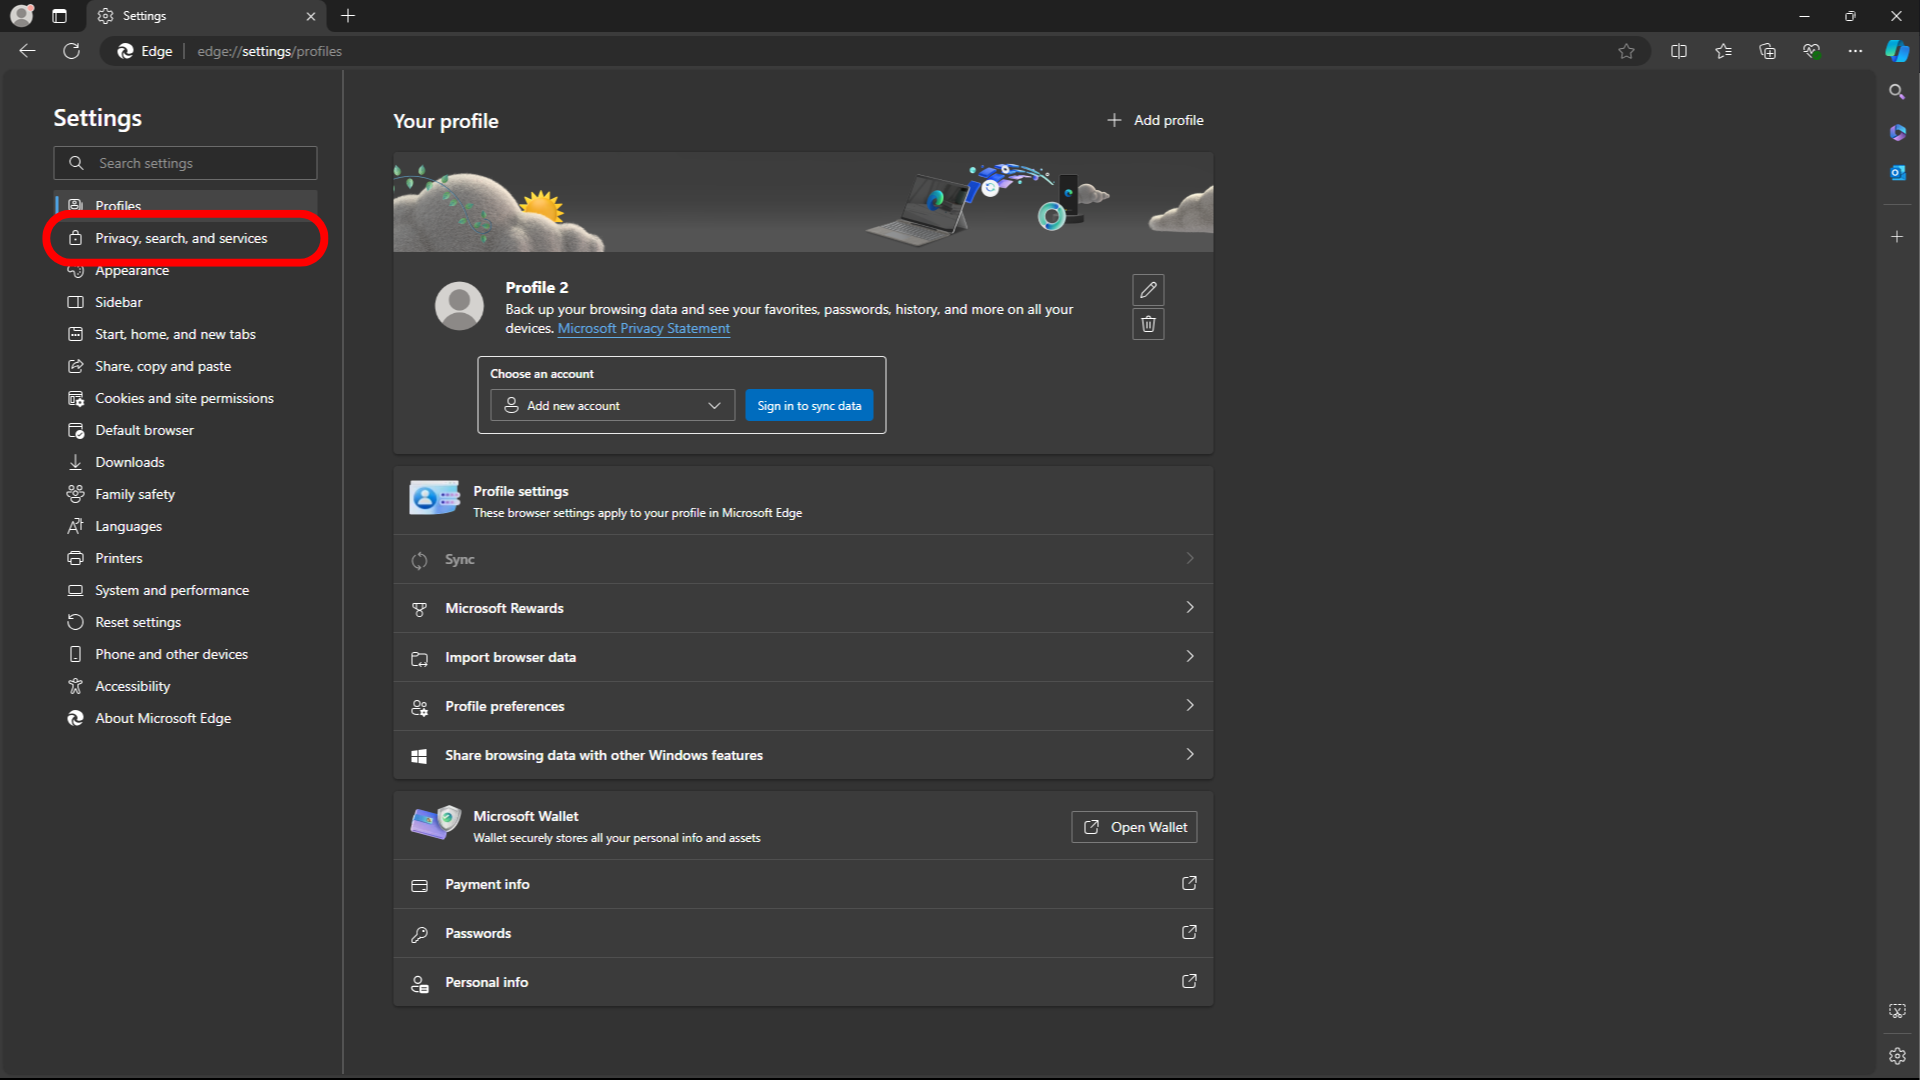 Settings
Edge
edge://settings/profiles
Settings
Search settings
Profiles
Privacy, search, and services
Appearance
Sidebar
Start, home, and new tabs
Share, copy and paste
Cookies and site permissions
Default browser
Downloads
Family safety
Languages
Printers
System and performance
Reset settings
Phone and other devices
Accessibility
About Microsoft Edge
Your profile
Add profile
Profile 2
Back up your browsing data and see your favorites, passwords, history, and more on all your
devices. Microsoft Privacy Statement
Choose an account
Add new account
Sign in to sync data
Profile settings
These browser settings apply to your profile in Microsoft Edge
Sync
Microsoft Rewards
Import browser data
Profile preferences
Share browsing data with other Windows features
Microsoft Wallet
Wallet securely stores all your personal info and assets
Open Wallet
Payment info
Passwords
Personal info